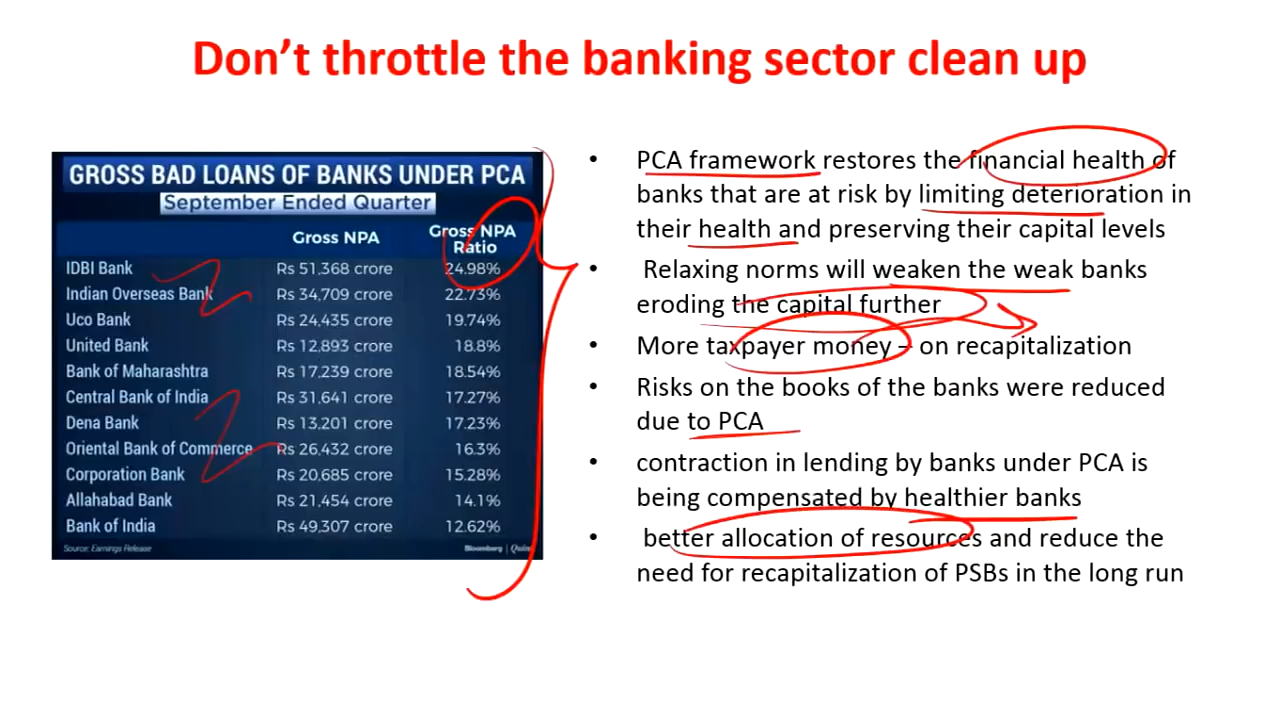 Don't throttle the banking sector clean up
GROSS BAD LOANS OF BANKS UNDER PCA
September Ended Quarter
Gross NPA Gross NPA Ratio
IDBI Bank Rs 51,368 crore 24.98%
Indian Overseas Bank Rs 34,709 crore 22.73%
Uco Bank Rs 24,435 crore 19.74%
United Bank Rs 12,893 crore 18.8%
Bank of Maharashtra Rs 17,239 crore 18.54%
Central Bank of India Rs 31,641 crore 17.27%
Dena Bank Rs 13,201 crore 17.23%
Oriental Bank of Commerce Rs 26,432 crore 16.3%
Corporation Bank Rs 20,685 crore 15.28%
Allahabad Bank Rs 21,454 crore 14.1%
Bank of India Rs 49,307 crore 12.62%
Source: Earnings Release Bloomberg | Quint
• PCA framework restores the financial health of
banks that are at risk by limiting deterioration in
their health and preserving their capital levels
• Relaxing norms will weaken the weak banks
eroding the capital further
• More taxpayer money – on recapitalization
• Risks on the books of the banks were reduced
due to PCA
• contraction in lending by banks under PCA is
being compensated by healthier banks
• better allocation of resources and reduce the
need for recapitalization of PSBs in the long run